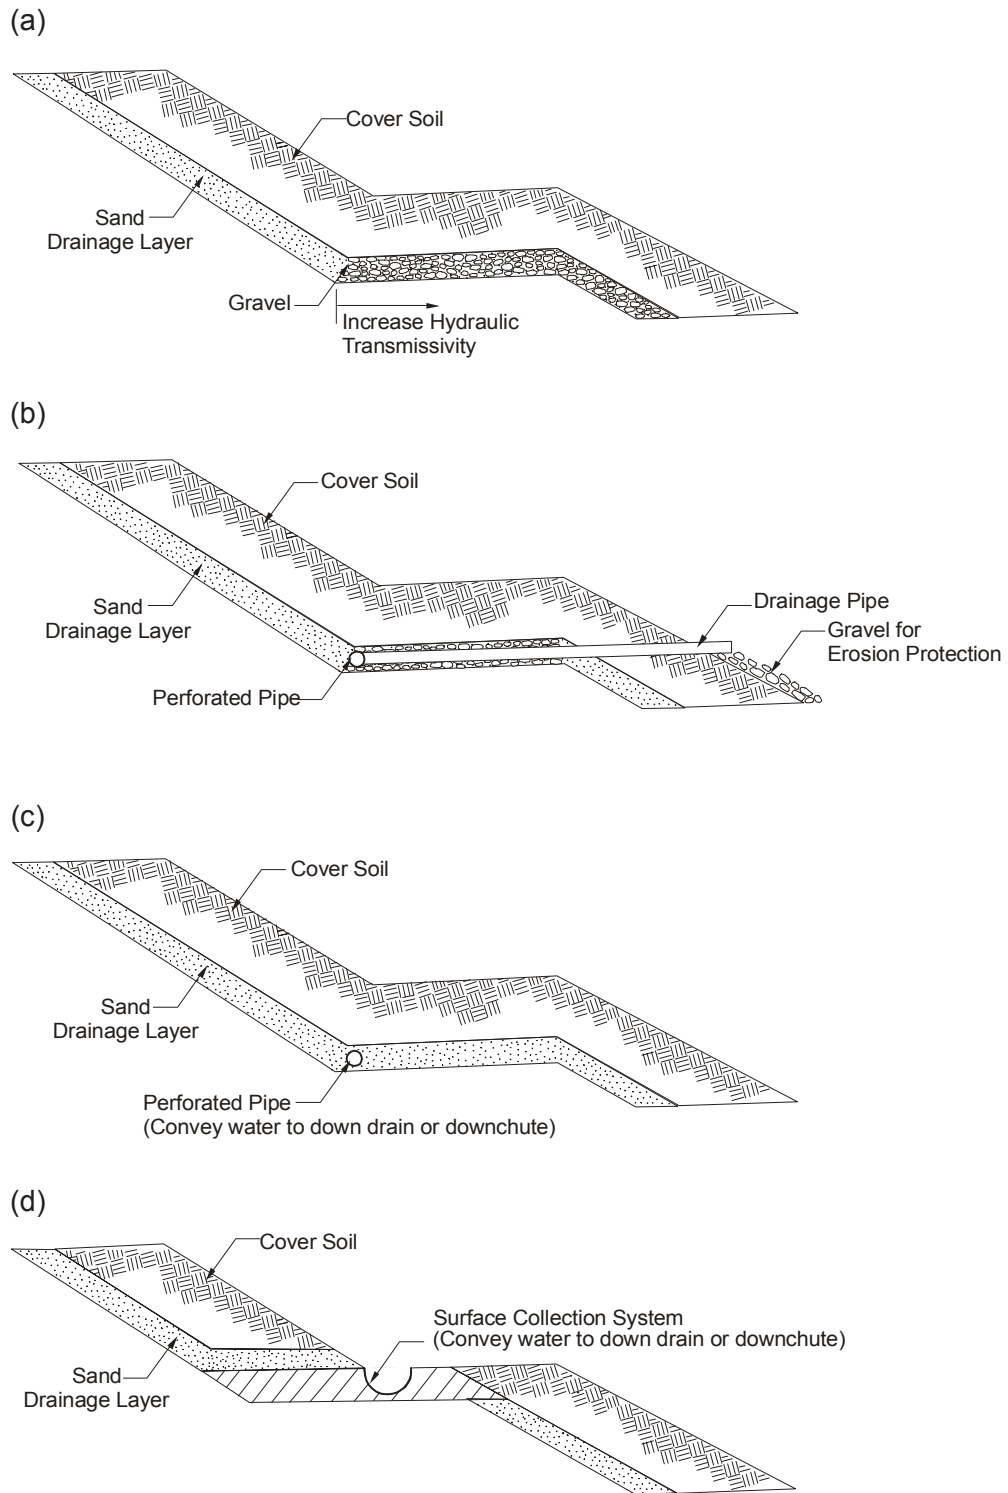 (a)
Cover Soil
Sand
Drainage Layer
Gravel
Increase Hydraulic
Transmissivity
(b)
Cover Soil
Drainage Pipe
Gravel for
Erosion Protection
Sand
Drainage Layer
Perforated Pipe
(c)
Cover Soil
Sand
Drainage Layer
Perforated Pipe
(Convey water to down drain or downchute)
(d)
Cover Soil
Surface Collection System
(Convey water to down drain or downchute)
Sand
Drainage Layer